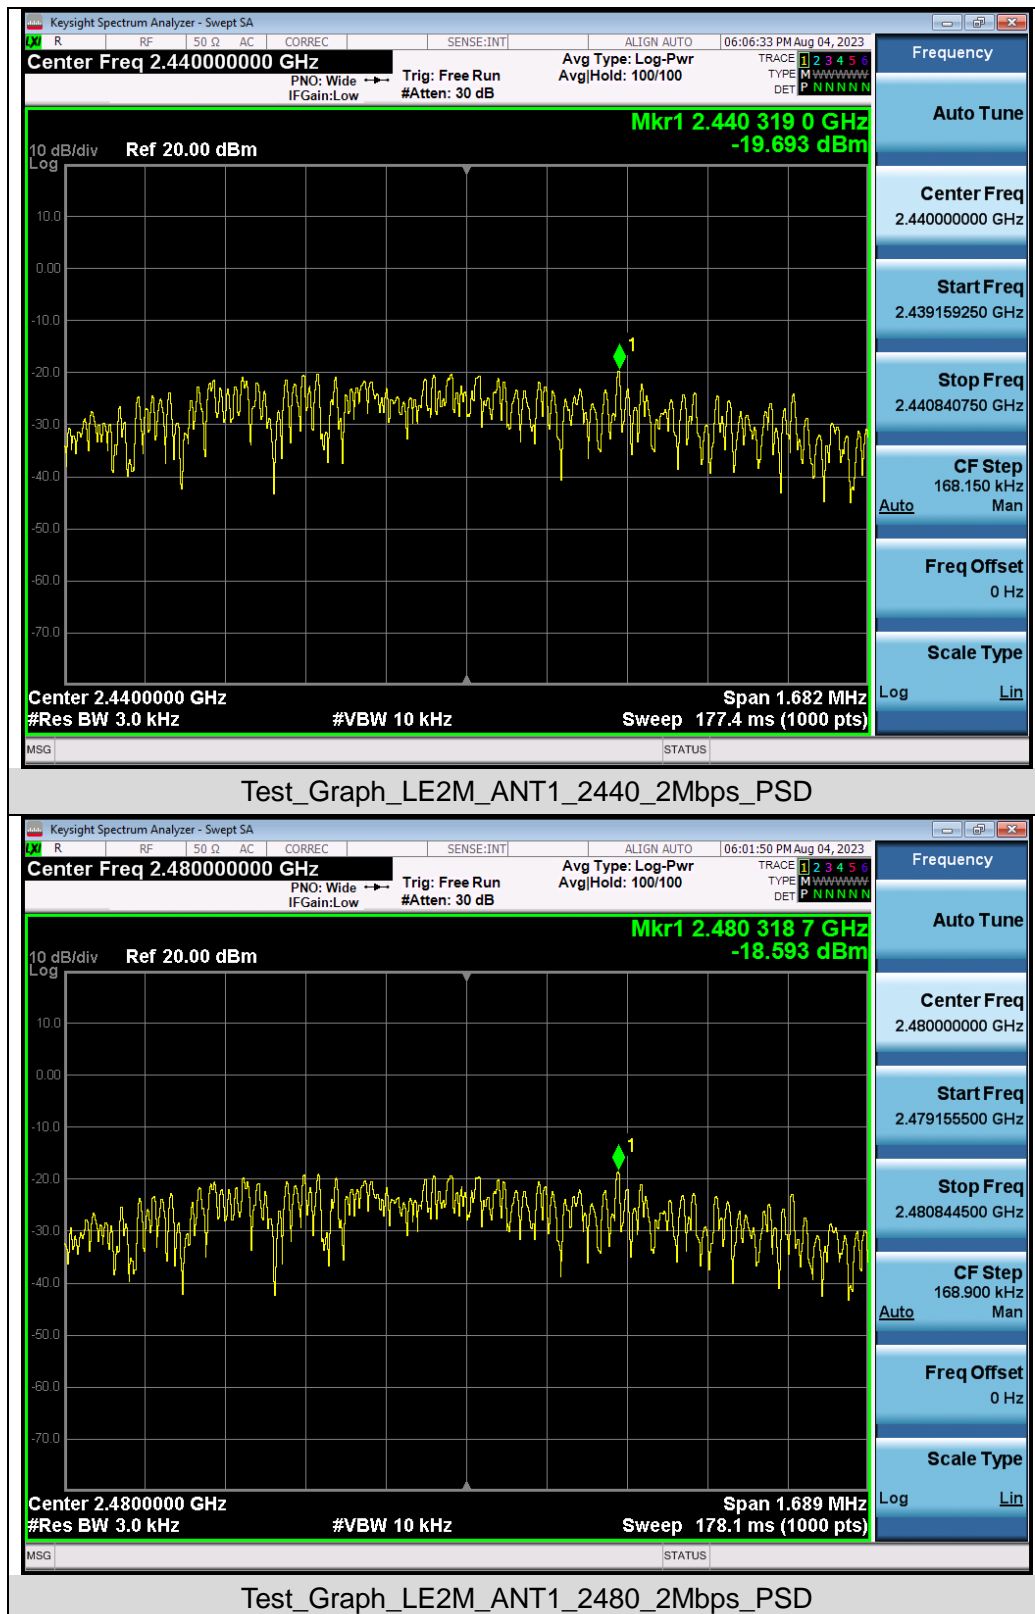 Keysight Spectrum Analyzer - Swept SA
LXI R RF 50 Ω AC CORREC SENSE:INT ALIGN AUTO 06:06:33 PM Aug 04, 2023
Center Freq 2.440000000 GHz
PNO: Wide
IFGain:Low
Trig: Free Run
#Atten: 30 dB
Avg Type: Log-Pwr
Avg|Hold: 100/100
TRACE 1 2 3 4 5 6
TYPE M W W W W W
DET P N N N N N
Mkr1 2.440 319 0 GHz
-19.693 dBm
10 dB/div Ref 20.00 dBm
Log
10.0
0.00
-10.0
-20.0
-30.0
-40.0
-50.0
-60.0
-70.0
1
Center 2.4400000 GHz Span 1.682 MHz
#Res BW 3.0 kHz #VBW 10 kHz Sweep 177.4 ms (1000 pts)
MSG STATUS
Frequency
Auto Tune
Center Freq
2.440000000 GHz
Start Freq
2.439159250 GHz
Stop Freq
2.440840750 GHz
CF Step
168.150 kHz
Auto Man
Freq Offset
0 Hz
Scale Type
Log Lin
Test_Graph_LE2M_ANT1_2440_2Mbps_PSD
Keysight Spectrum Analyzer - Swept SA
LXI R RF 50 Ω AC CORREC SENSE:INT ALIGN AUTO 06:01:50 PM Aug 04, 2023
Center Freq 2.480000000 GHz
PNO: Wide
IFGain:Low
Trig: Free Run
#Atten: 30 dB
Avg Type: Log-Pwr
Avg|Hold: 100/100
TRACE 1 2 3 4 5 6
TYPE M W W W W W
DET P N N N N N
Mkr1 2.480 318 7 GHz
-18.593 dBm
10 dB/div Ref 20.00 dBm
Log
10.0
0.00
-10.0
-20.0
-30.0
-40.0
-50.0
-60.0
-70.0
1
Center 2.4800000 GHz Span 1.689 MHz
#Res BW 3.0 kHz #VBW 10 kHz Sweep 178.1 ms (1000 pts)
MSG STATUS
Frequency
Auto Tune
Center Freq
2.480000000 GHz
Start Freq
2.479155500 GHz
Stop Freq
2.480844500 GHz
CF Step
168.900 kHz
Auto Man
Freq Offset
0 Hz
Scale Type
Log Lin
Test_Graph_LE2M_ANT1_2480_2Mbps_PSD